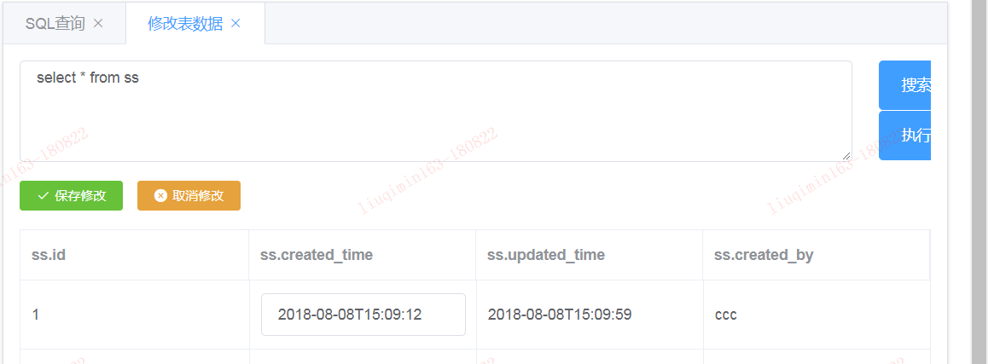 SQL查询
修改表数据
select * from ss
搜索
执行
保存修改
取消修改
ss.id
ss.created_time
ss.updated_time
ss.created_by
1
2018-08-08T15:09:12
2018-08-08T15:09:59
ccc
liuqimin163-180822
liuqimin163-180822